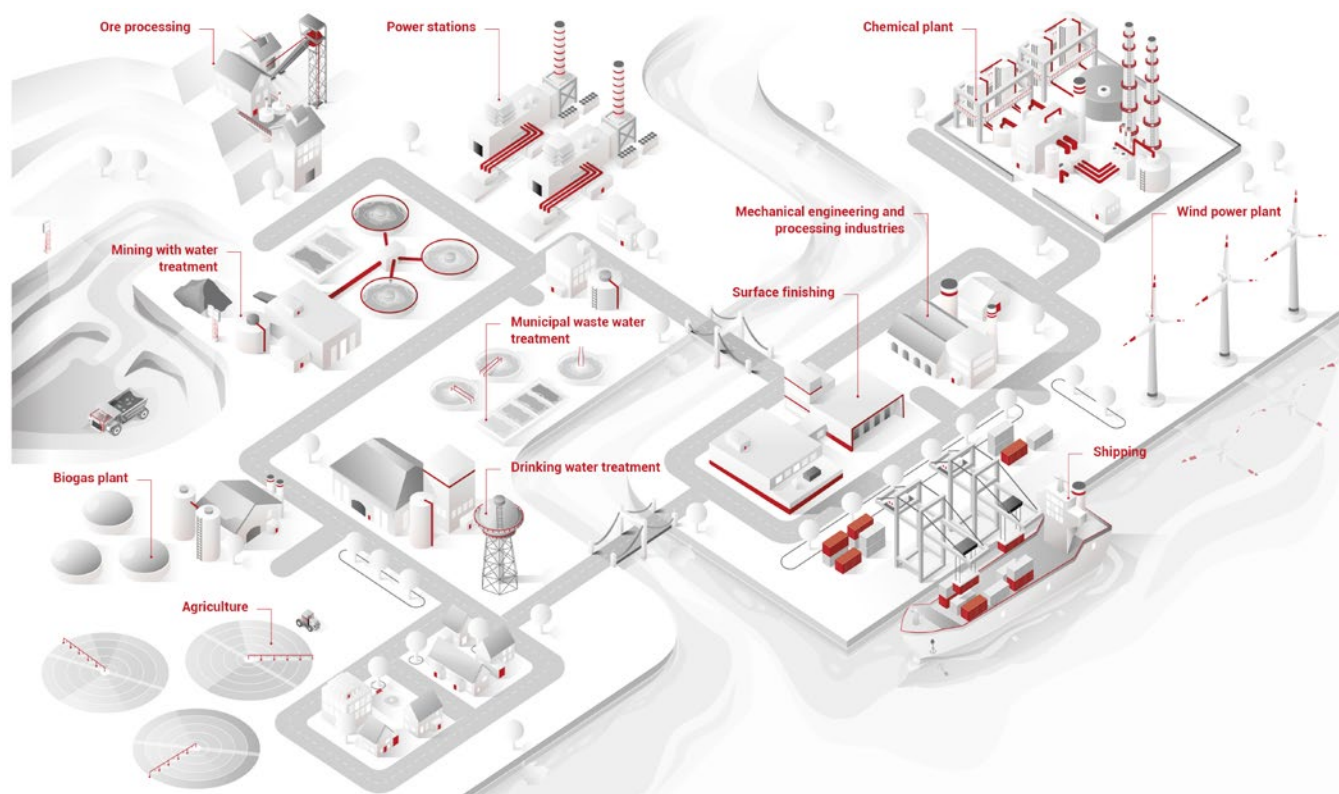 Ore processing
Power stations
Chemical plant
Mechanical engineering and
processing industries
Wind power plant
Mining with water
treatment
Surface finishing
Municipal waste water
treatment
Drinking water treatment
Shipping
Biogas plant
Agriculture